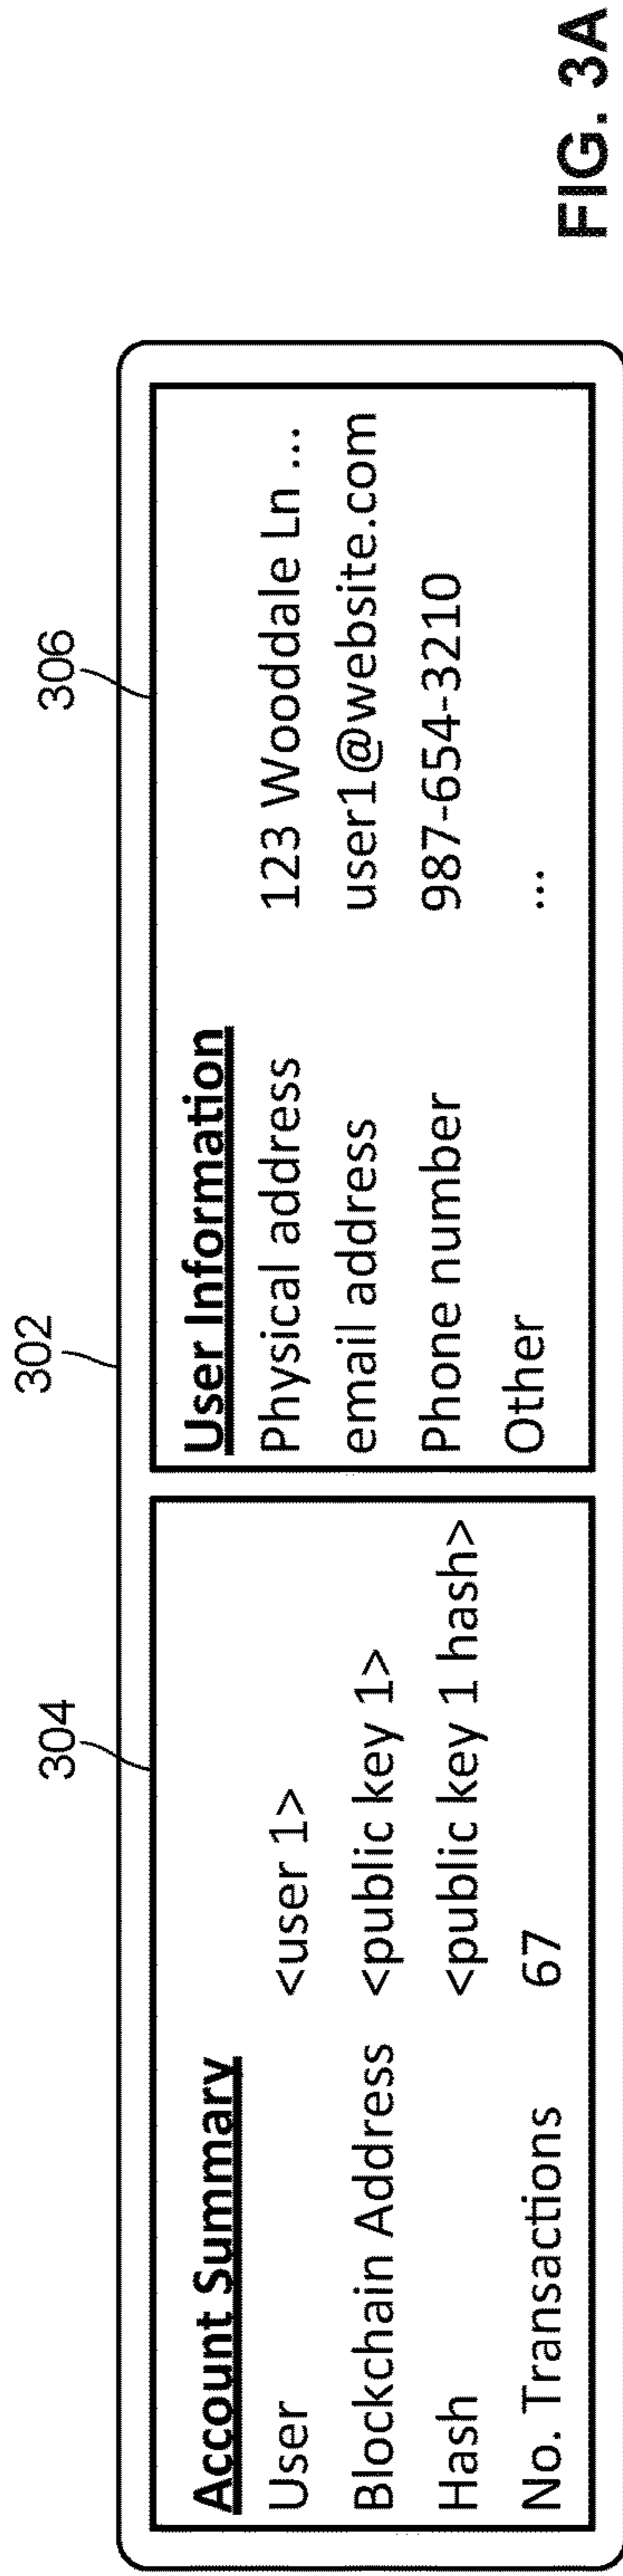 302
304
Account Summary
User <user 1>
Blockchain Address <public key 1>
Hash <public key 1 hash>
No. Transactions 67
306
User Information
Physical address 123 Wooddale Ln ...
email address user1@website.com
Phone number 987-654-3210
Other ...
FIG. 3A